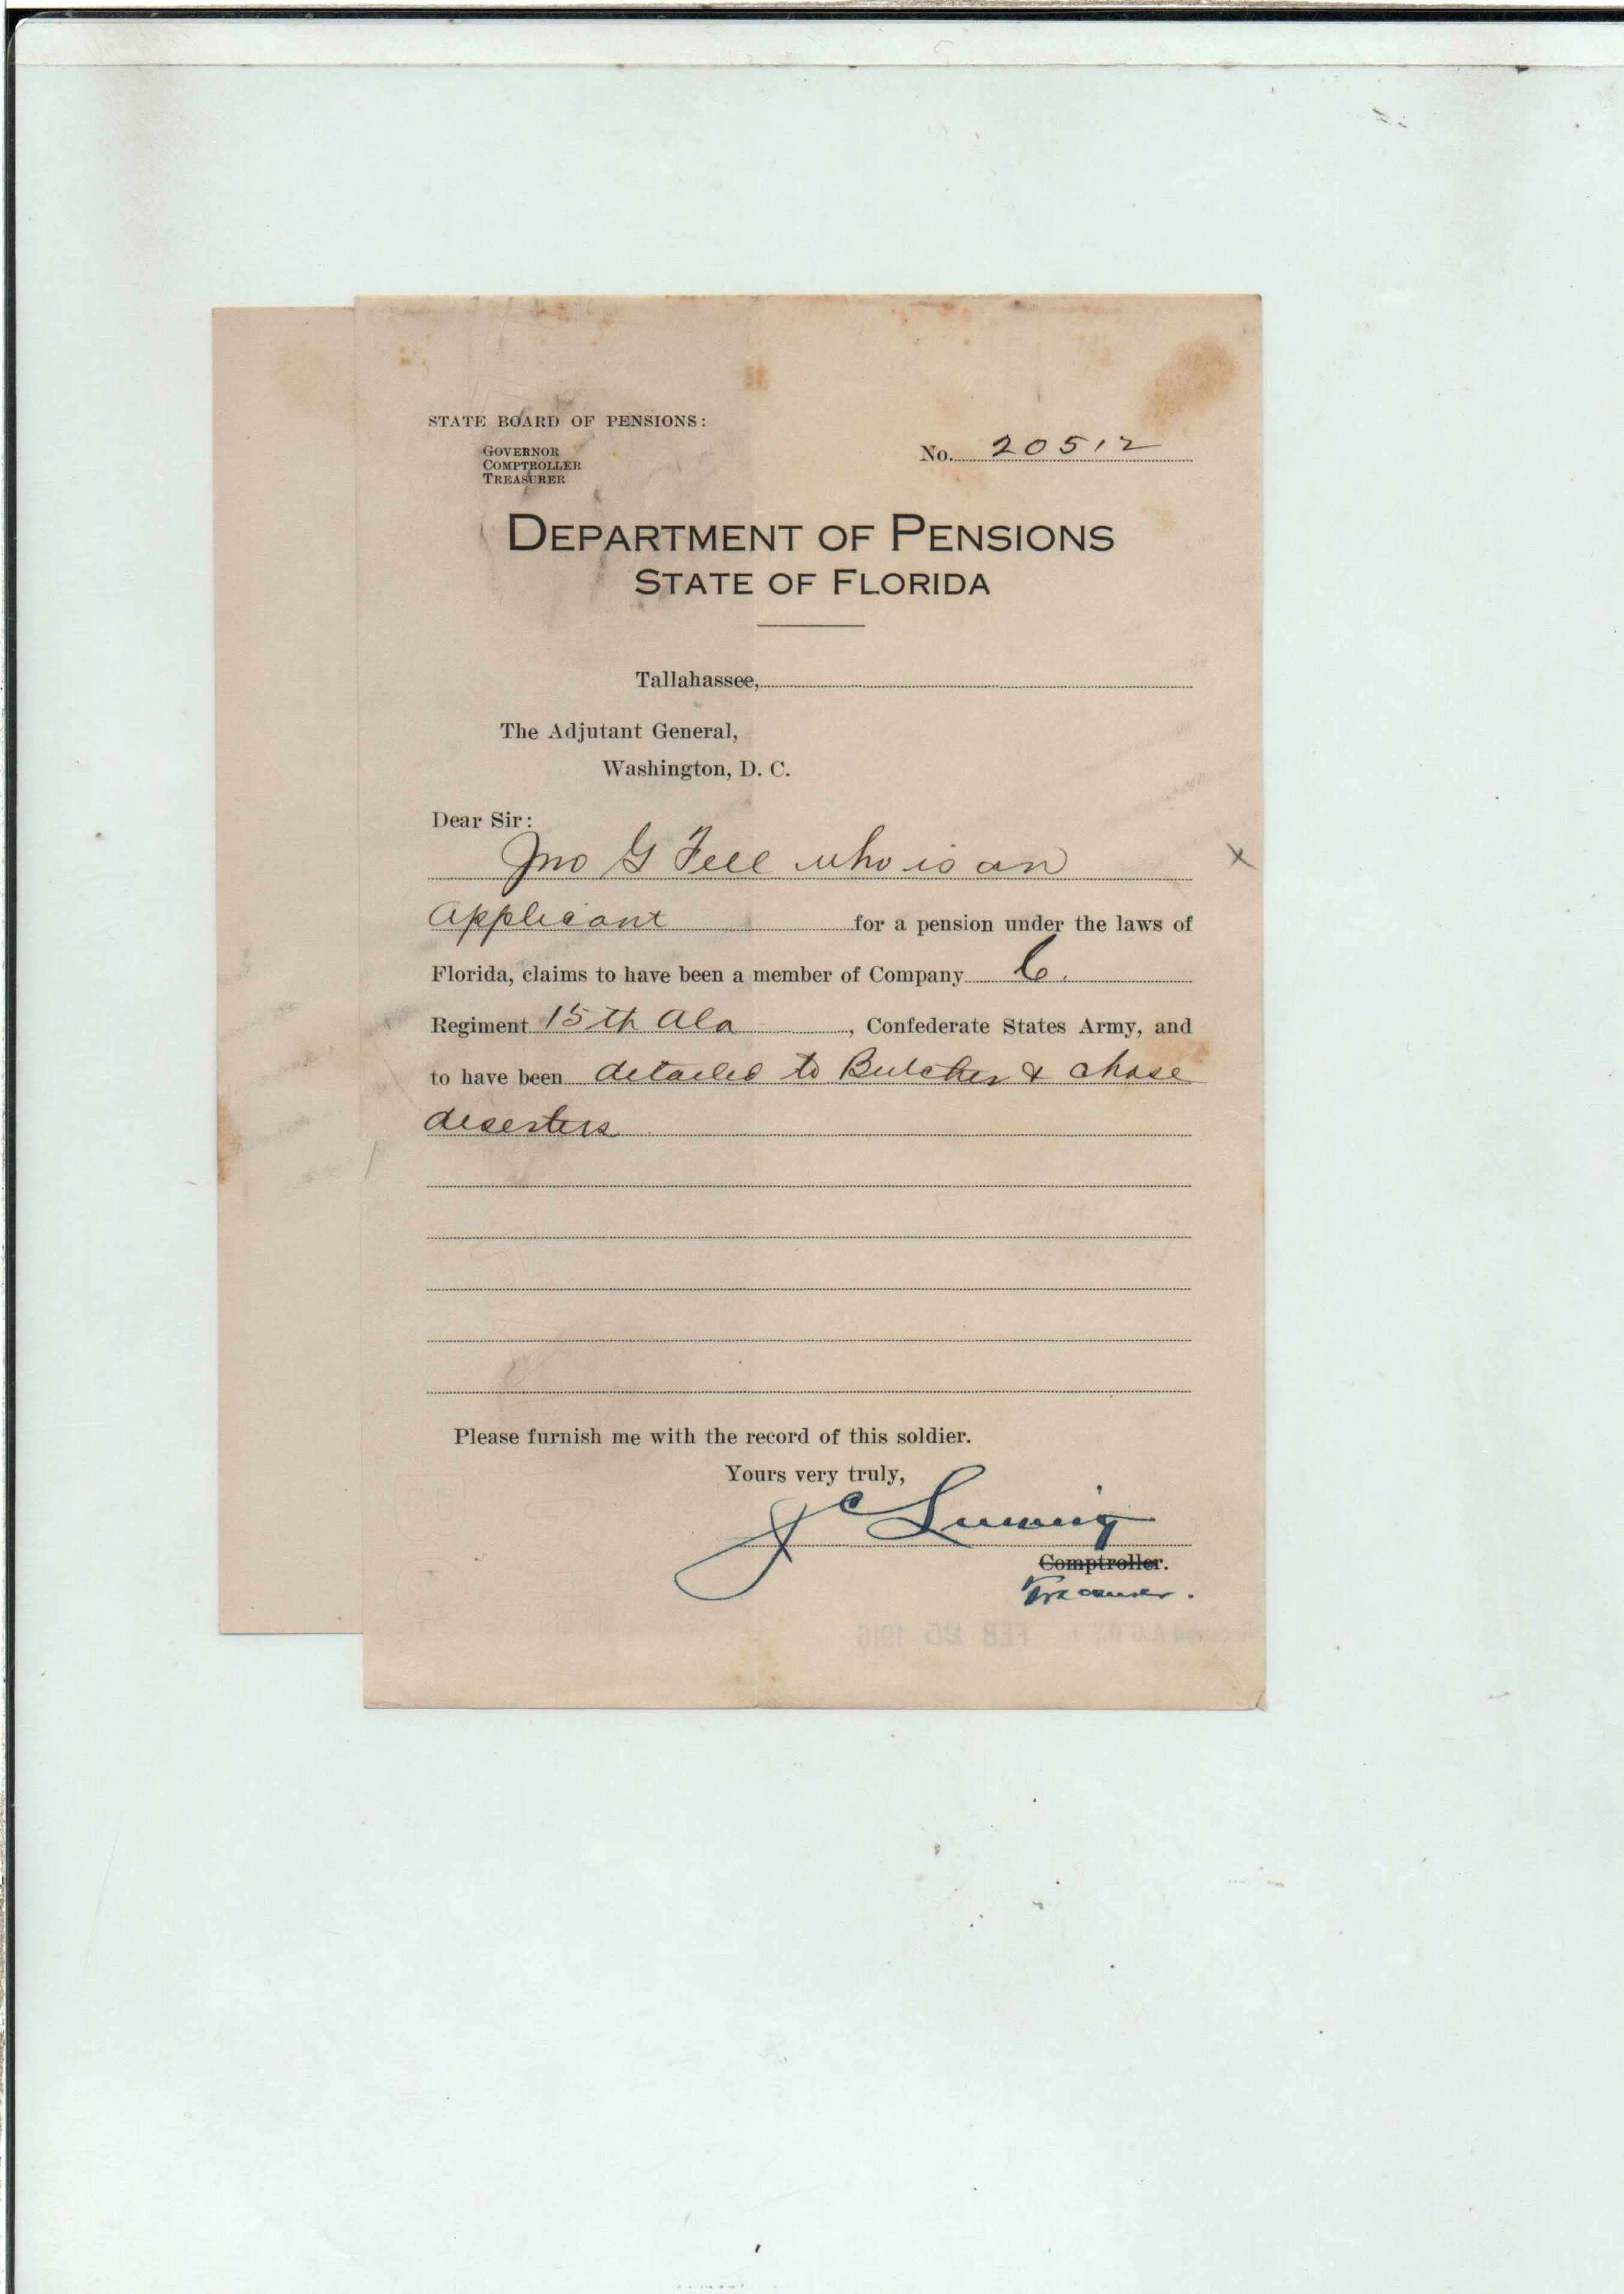 STATE BOARD OF PENSIONS:
GOVERNOR
COMPTROLLER
TREASURER
No. 20512
DEPARTMENT OF PENSIONS
STATE OF FLORIDA
Tallahassee,
The Adjutant General,
Washington, D. C.
Dear Sir:
Jno G Fell who is an
x
applicant for a pension under the laws of
Florida, claims to have been a member of Company C.
Regiment 15th Ala, Confederate States Army, and
to have been detailed to Butcher & chase
deserters
Please furnish me with the record of this soldier.
Yours very truly,
J C Luning
Comptroller.
Treasurer.
Received A.G.O. FEB 25 1916